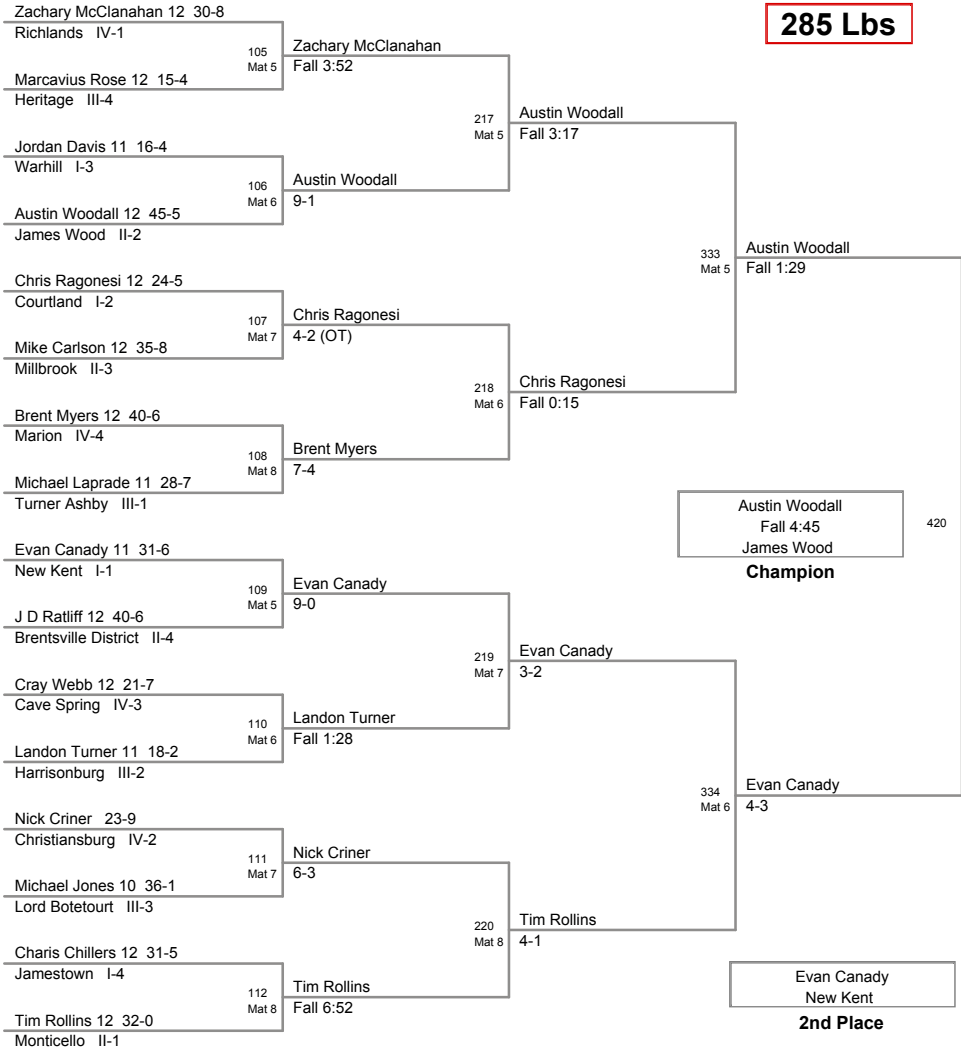 285 Lbs
Zachary McClanahan 12 30-8
Richlands IV-1
105
Mat 5
Zachary McClanahan
Fall 3:52
Marcavius Rose 12 15-4
Heritage III-4
217
Mat 5
Austin Woodall
Fall 3:17
Jordan Davis 11 16-4
Warhill I-3
106
Mat 6
Austin Woodall
9-1
Austin Woodall 12 45-5
James Wood II-2
333
Mat 5
Austin Woodall
Fall 1:29
Chris Ragonesi 12 24-5
Courtland I-2
107
Mat 7
Chris Ragonesi
4-2 (OT)
Mike Carlson 12 35-8
Millbrook II-3
218
Mat 6
Chris Ragonesi
Fall 0:15
Brent Myers 12 40-6
Marion IV-4
108
Mat 8
Brent Myers
7-4
Michael Laprade 11 28-7
Turner Ashby III-1
Austin Woodall
Fall 4:45
James Wood
Champion
420
Evan Canady 11 31-6
New Kent I-1
109
Mat 5
Evan Canady
9-0
J D Ratliff 12 40-6
Brentsville District II-4
219
Mat 7
Evan Canady
3-2
Cray Webb 12 21-7
Cave Spring IV-3
110
Mat 6
Landon Turner
Fall 1:28
Landon Turner 11 18-2
Harrisonburg III-2
334
Mat 6
Evan Canady
4-3
Nick Criner 23-9
Christiansburg IV-2
111
Mat 7
Nick Criner
6-3
Michael Jones 10 36-1
Lord Botetourt III-3
220
Mat 8
Tim Rollins
4-1
Charis Chillers 12 31-5
Jamestown I-4
112
Mat 8
Tim Rollins
Fall 6:52
Tim Rollins 12 32-0
Monticello II-1
Evan Canady
New Kent
2nd Place